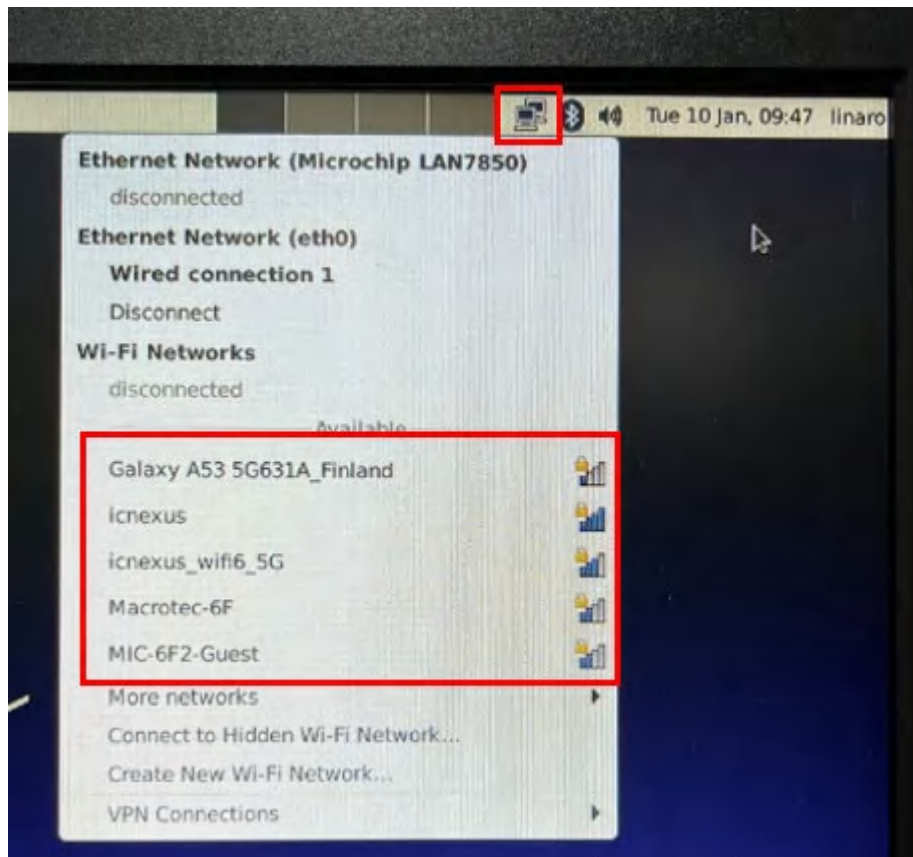 Tue 10 Jan, 09:47 linaro
Ethernet Network (Microchip LAN7850)
disconnected
Ethernet Network (eth0)
Wired connection 1
Disconnect
Wi-Fi Networks
disconnected
Available
Galaxy A53 5G631A_Finland
icnexus
icnexus_wifi6_5G
Macrotec-6F
MIC-6F2-Guest
More networks
Connect to Hidden Wi-Fi Network...
Create New Wi-Fi Network...
VPN Connections